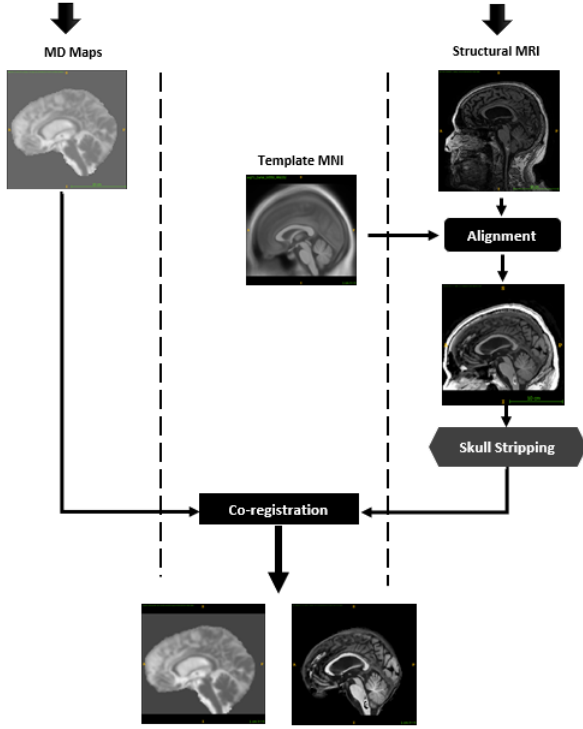 MD Maps
Structural MRI
Template MNI
Alignment
Skull Stripping
Co-registration